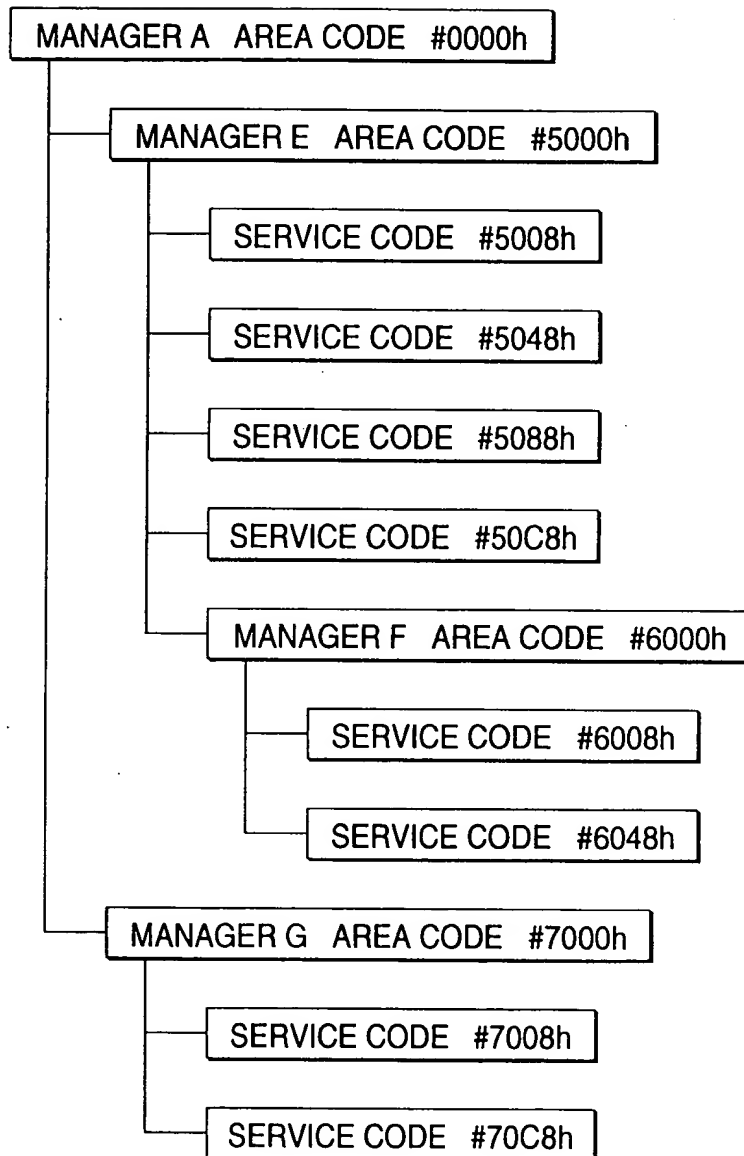 MANAGER A AREA CODE #0000h
MANAGER E AREA CODE #5000h
SERVICE CODE #5008h
SERVICE CODE #5048h
SERVICE CODE #5088h
SERVICE CODE #50C8h
MANAGER F AREA CODE #6000h
SERVICE CODE #6008h
SERVICE CODE #6048h
MANAGER G AREA CODE #7000h
SERVICE CODE #7008h
SERVICE CODE #70C8h